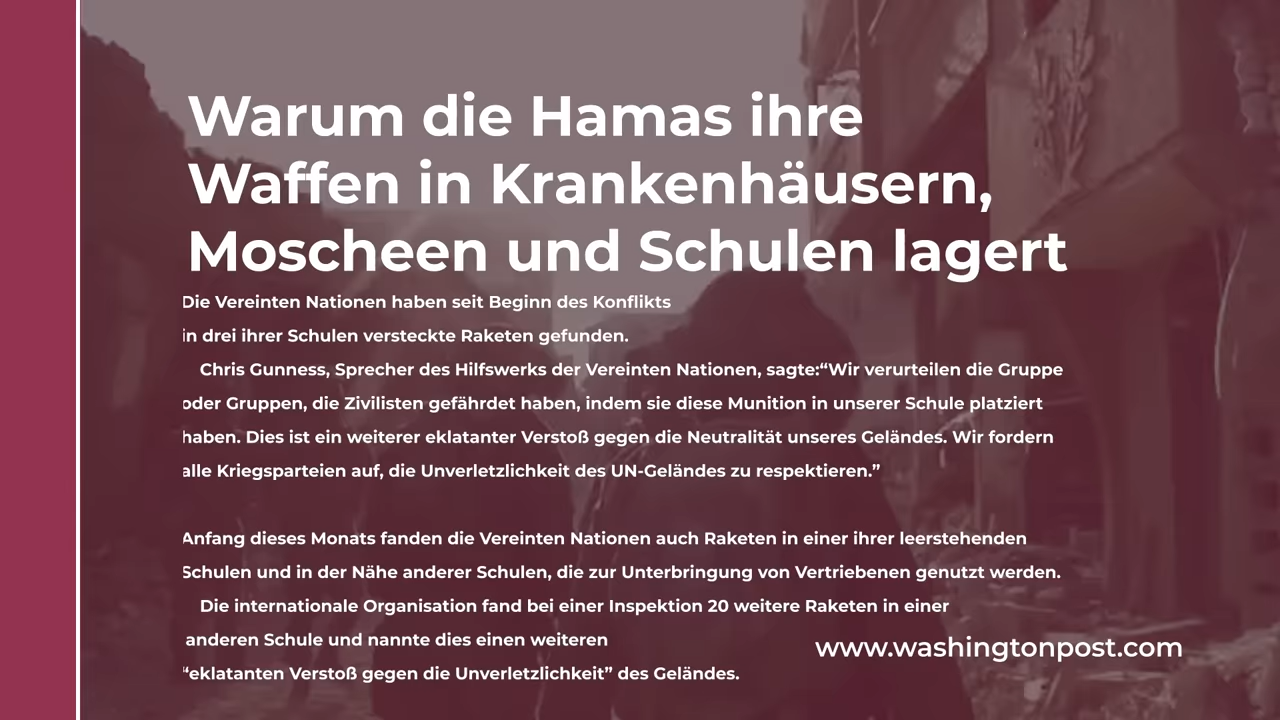 Warum die Hamas ihre
Waffen in Krankenhäusern,
Moscheen und Schulen lagert
Die Vereinten Nationen haben seit Beginn des Konflikts
in drei ihrer Schulen versteckte Raketen gefunden.
Chris Gunness, Sprecher des Hilfswerks der Vereinten Nationen, sagte:“Wir verurteilen die Gruppe
oder Gruppen, die Zivilisten gefährdet haben, indem sie diese Munition in unserer Schule platziert
haben. Dies ist ein weiterer eklatanter Verstoß gegen die Neutralität unseres Geländes. Wir fordern
alle Kriegsparteien auf, die Unverletzlichkeit des UN-Geländes zu respektieren.”
Anfang dieses Monats fanden die Vereinten Nationen auch Raketen in einer ihrer leerstehenden
Schulen und in der Nähe anderer Schulen, die zur Unterbringung von Vertriebenen genutzt werden.
Die internationale Organisation fand bei einer Inspektion 20 weitere Raketen in einer
anderen Schule und nannte dies einen weiteren
“eklatanten Verstoß gegen die Unverletzlichkeit” des Geländes.
www.washingtonpost.com